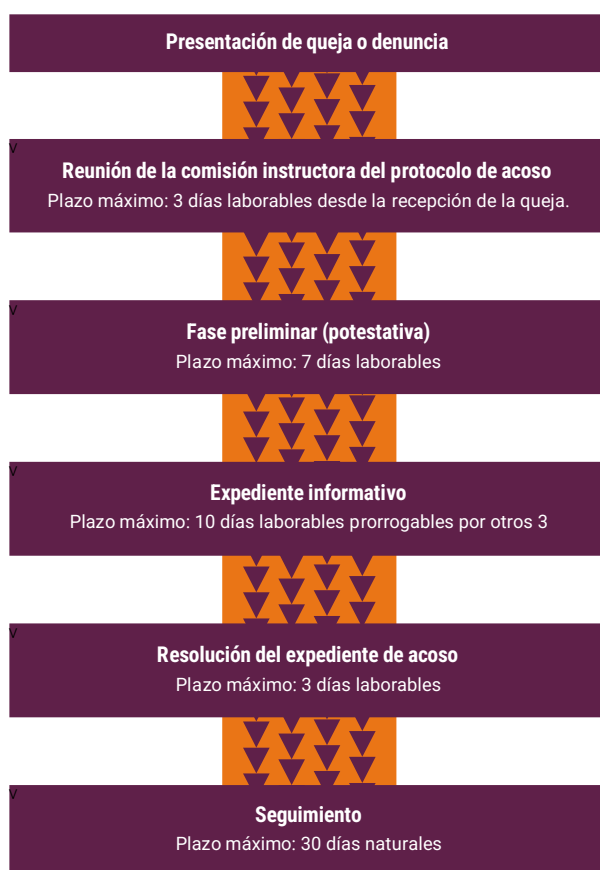 Presentación de queja o denuncia
V
Reunión de la comisión instructora del protocolo de acoso
Plazo máximo: 3 días laborables desde la recepción de la queja.
V
Fase preliminar (potestativa)
Plazo máximo: 7 días laborables
V
Expediente informativo
Plazo máximo: 10 días laborables prorrogables por otros 3
V
Resolución del expediente de acoso
Plazo máximo: 3 días laborables
V
Seguimiento
Plazo máximo: 30 días naturales